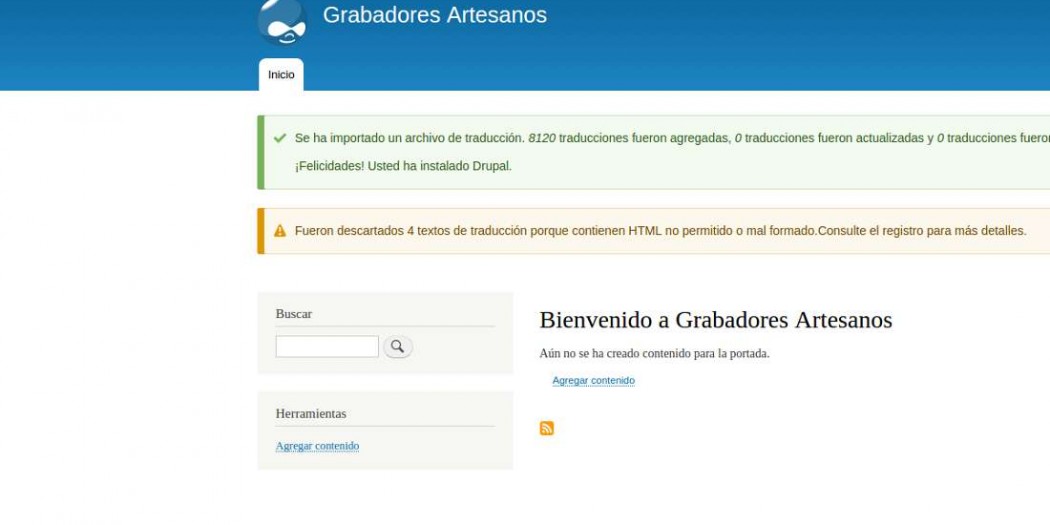 Grabadores Artesanos
Inicio
Se ha importado un archivo de traducción. 8120 traducciones fueron agregadas, 0 traducciones fueron actualizadas y 0 traducciones fueron
¡Felicidades! Usted ha instalado Drupal.
Fueron descartados 4 textos de traducción porque contienen HTML no permitido o mal formado.Consulte el registro para más detalles.
Buscar
Bienvenido a Grabadores Artesanos
Aún no se ha creado contenido para la portada.
Agregar contenido
Herramientas
Agregar contenido